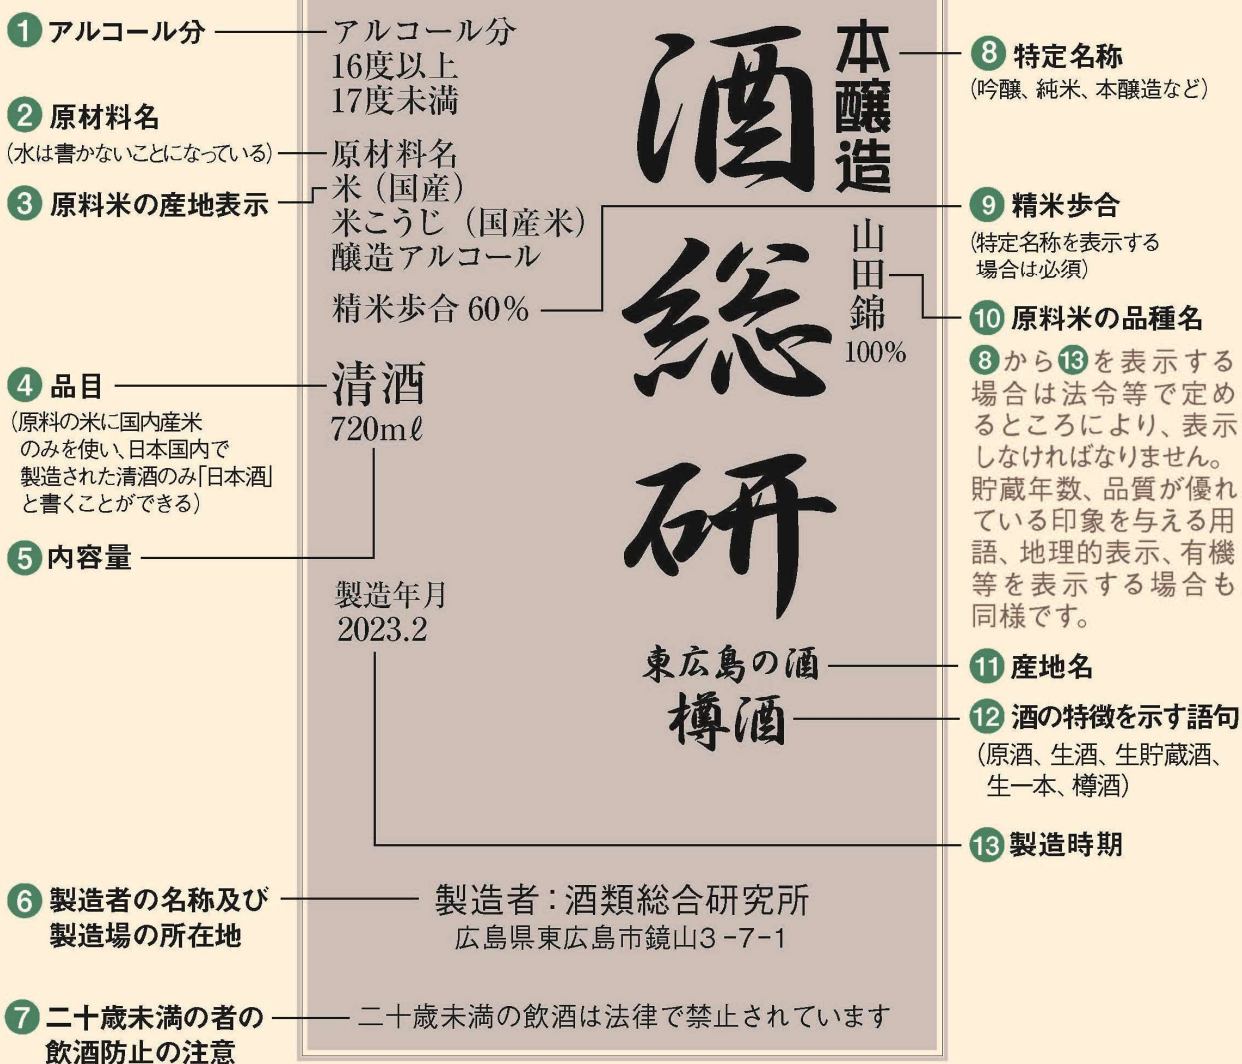 1 アルコール分
2 原材料名
(水は書かないことになっている)
3 原料米の産地表示
4 品目
(原料の米に国内産米
のみを使い、日本国内で
製造された清酒のみ「日本酒」
と書くことができる)
5 内容量
6 製造者の名称及び
製造場の所在地
7 二十歳未満の者の
飲酒防止の注意
アルコール分
16度以上
17度未満
原材料名
米(国産)
米こうじ(国産米)
醸造アルコール
精米歩合 60%
清酒
720mℓ
製造年月
2023.2
本醸造
酒総研
山田錦
100%
東広島の酒
樽酒
製造者:酒類総合研究所
広島県東広島市鏡山3-7-1
二十歳未満の飲酒は法律で禁止されています
8 特定名称
(吟醸、純米、本醸造など)
9 精米歩合
(特定名称を表示する
場合は必須)
10 原料米の品種名
8から13を表示する
場合は法令等で定め
るところにより、表示
しなければなりません。
貯蔵年数、品質が優れ
ている印象を与える用
語、地理的表示、有機
等を表示する場合も
同様です。
11 産地名
12 酒の特徴を示す語句
(原酒、生酒、生貯蔵酒、
生一本、樽酒)
13 製造時期